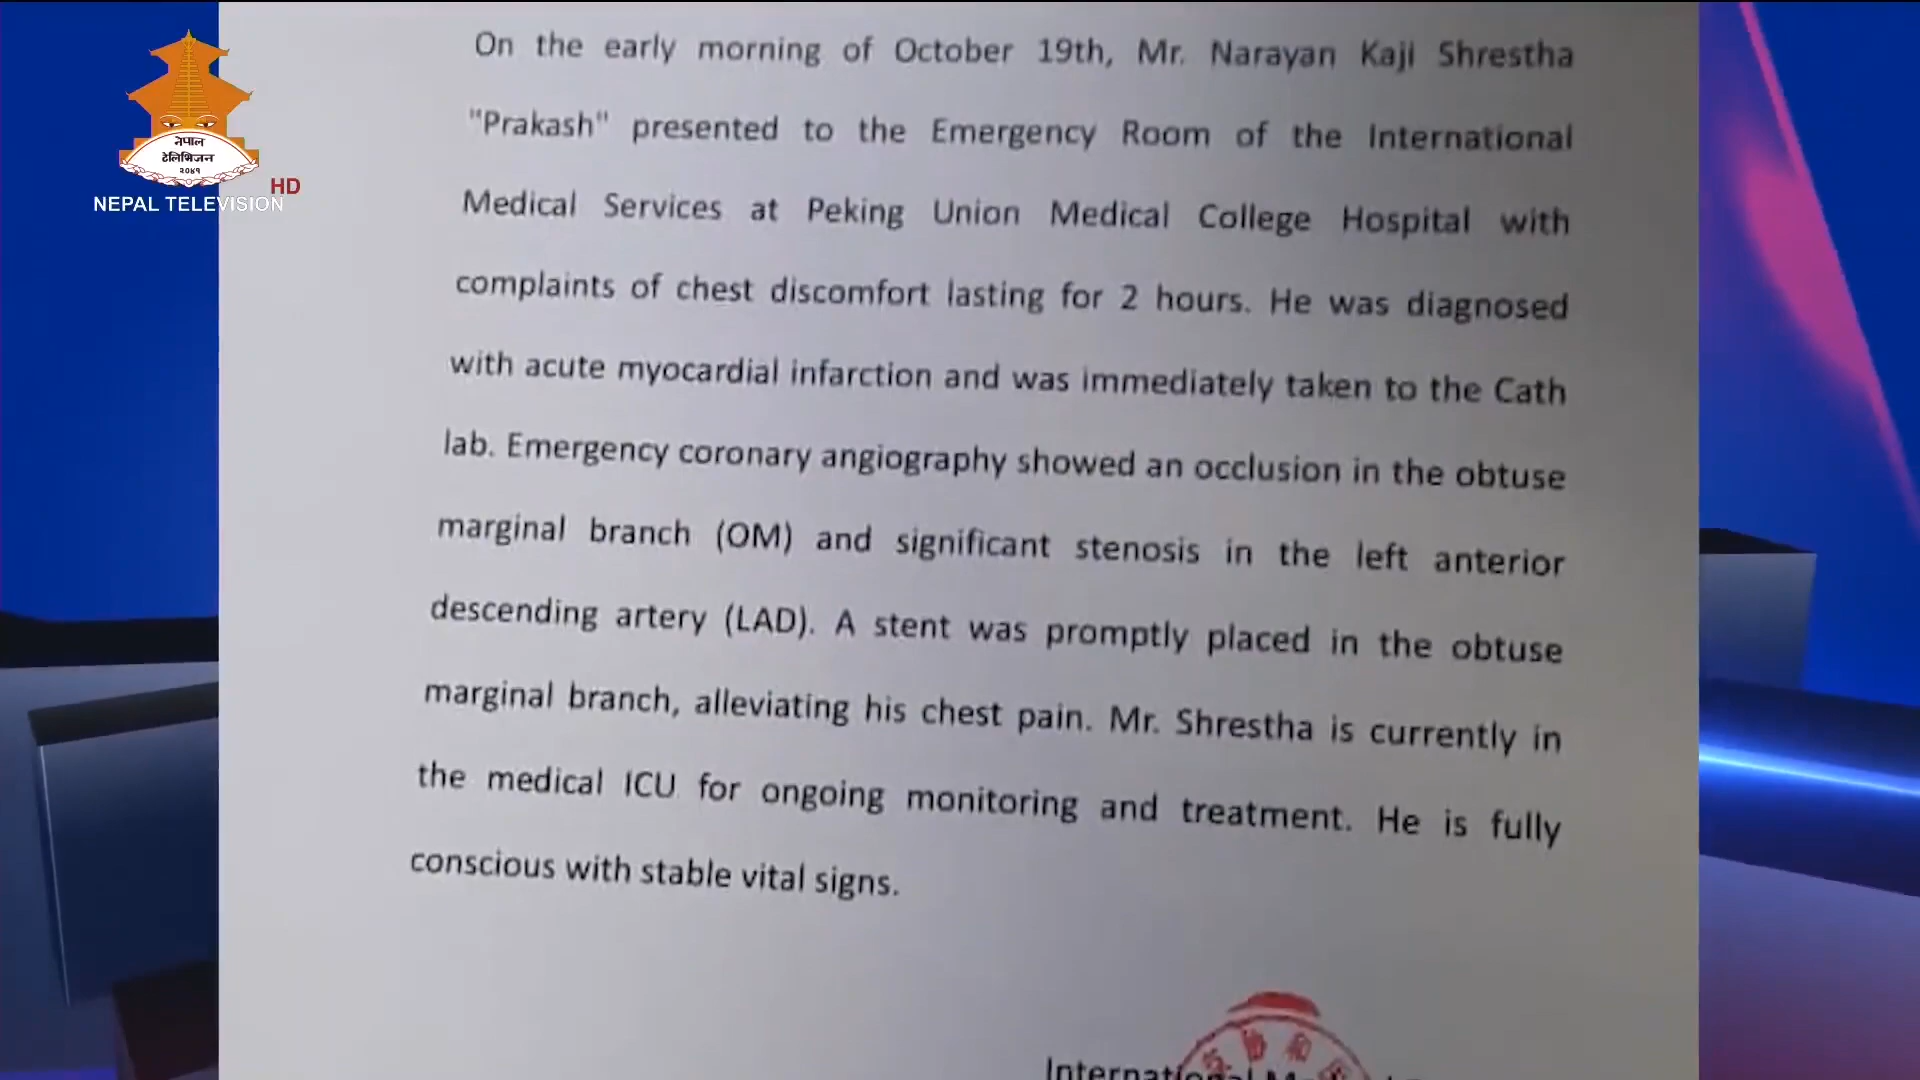 नेपाल
टेलिभिजन
२०४१
HD
NEPAL TELEVISION
On the early morning of October 19th, Mr. Narayan Kaji Shrestha
"Prakash" presented to the Emergency Room of the International
Medical Services at Peking Union Medical College Hospital with
complaints of chest discomfort lasting for 2 hours. He was diagnosed
with acute myocardial infarction and was immediately taken to the Cath
lab. Emergency coronary angiography showed an occlusion in the obtuse
marginal branch (OM) and significant stenosis in the left anterior
descending artery (LAD). A stent was promptly placed in the obtuse
marginal branch, alleviating his chest pain. Mr. Shrestha is currently in
the medical ICU for ongoing monitoring and treatment. He is fully
conscious with stable vital signs.
协和